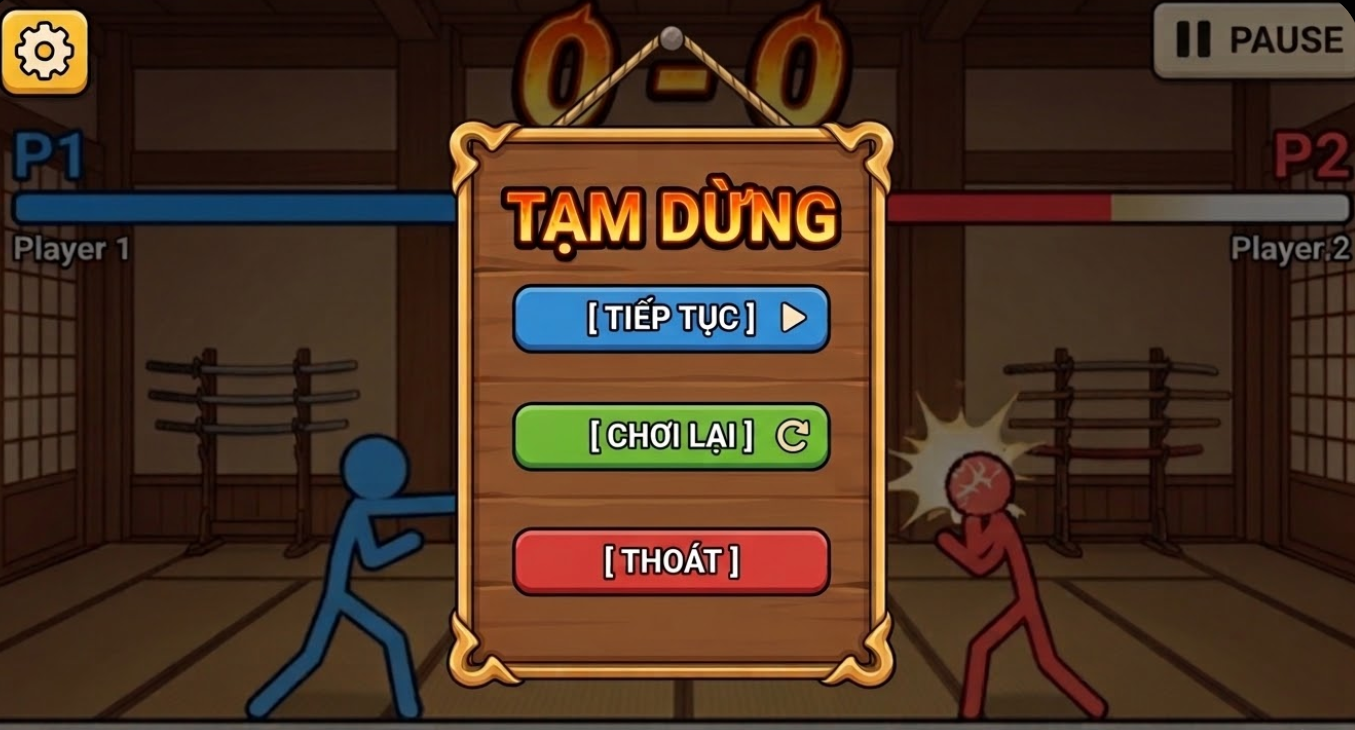 0 - 0
PAUSE
P1
P2
Player 1
Player 2
TẠM DỪNG
[ TIẾP TỤC ]
[ CHƠI LẠI ]
[ THOÁT ]